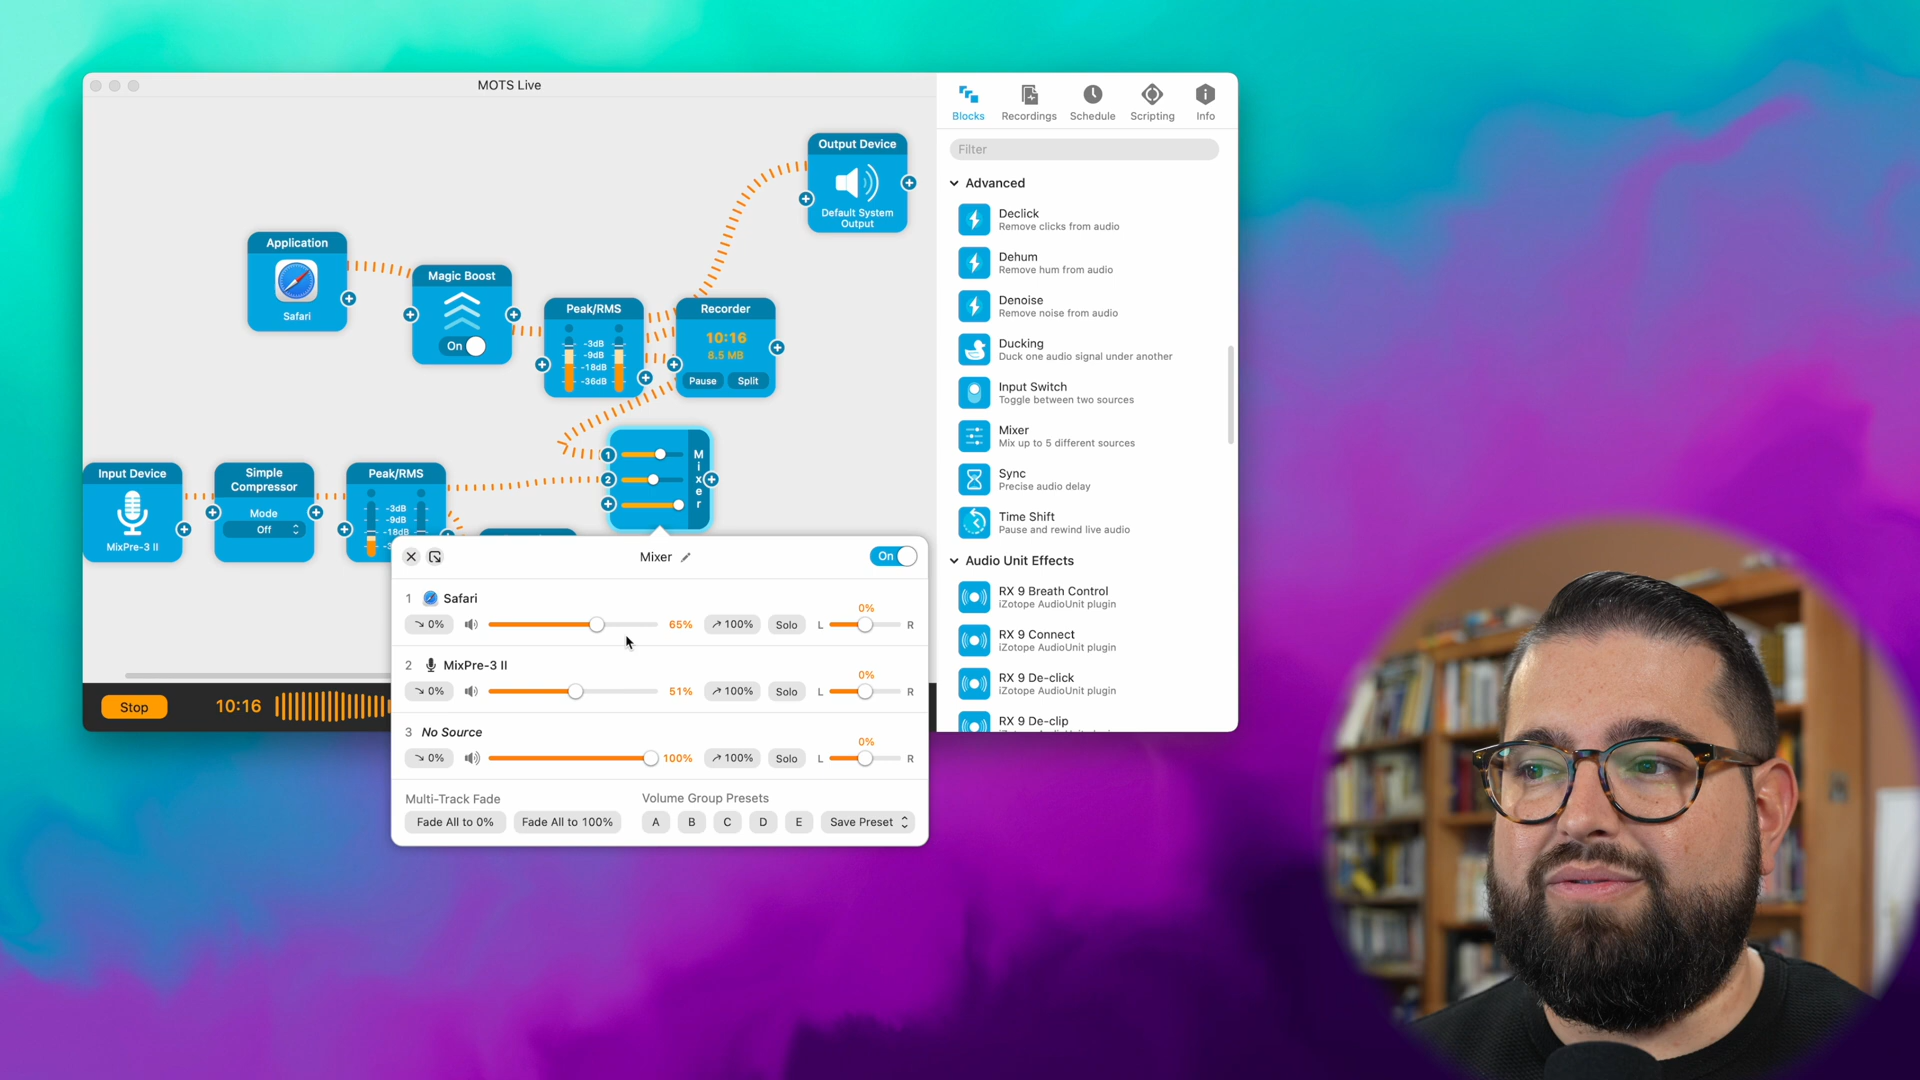 MOTS Live
Application
Safari
Magic Boost
On
Peak/RMS
-3dB
-9dB
-18dB
-36dB
Recorder
10:16
8.5 MB
Pause
Split
Output Device
Default System
Output
Input Device
MixPre-3 II
Simple
Compressor
Mode
Off
Peak/RMS
-3dB
-9dB
-18dB
1
2
Mixer
Stop
10:16
Mixer
On
1 Safari
0%
65%
100%
Solo
L
0%
R
2 MixPre-3 II
0%
51%
100%
Solo
L
0%
R
3 No Source
0%
100%
100%
Solo
L
0%
R
Multi-Track Fade
Fade All to 0%
Fade All to 100%
Volume Group Presets
A
B
C
D
E
Save Preset
Blocks
Recordings
Schedule
Scripting
Info
Filter
Advanced
Declick
Remove clicks from audio
Dehum
Remove hum from audio
Denoise
Remove noise from audio
Ducking
Duck one audio signal under another
Input Switch
Toggle between two sources
Mixer
Mix up to 5 different sources
Sync
Precise audio delay
Time Shift
Pause and rewind live audio
Audio Unit Effects
RX 9 Breath Control
iZotope AudioUnit plugin
RX 9 Connect
iZotope AudioUnit plugin
RX 9 De-click
iZotope AudioUnit plugin
RX 9 De-clip